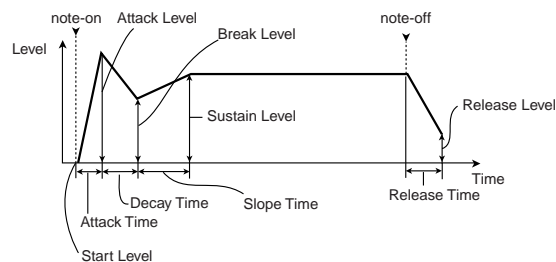 note-on
Attack Level
note-off
Level
Break Level
Release Level
Sustain Level
Time
Decay Time
Slope Time
Release Time
Attack Time
Start Level